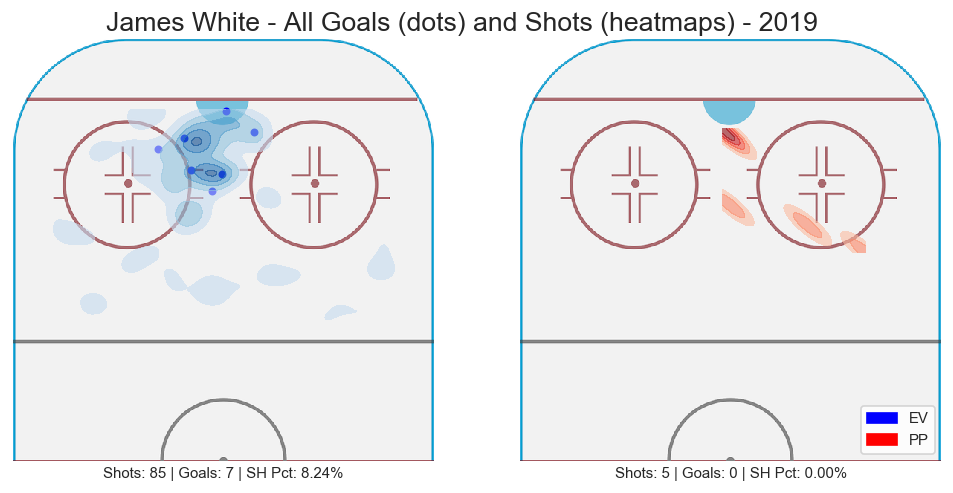 James White - All Goals (dots) and Shots (heatmaps) - 2019
EV
PP
Shots: 85 | Goals: 7 | SH Pct: 8.24%
Shots: 5 | Goals: 0 | SH Pct: 0.00%